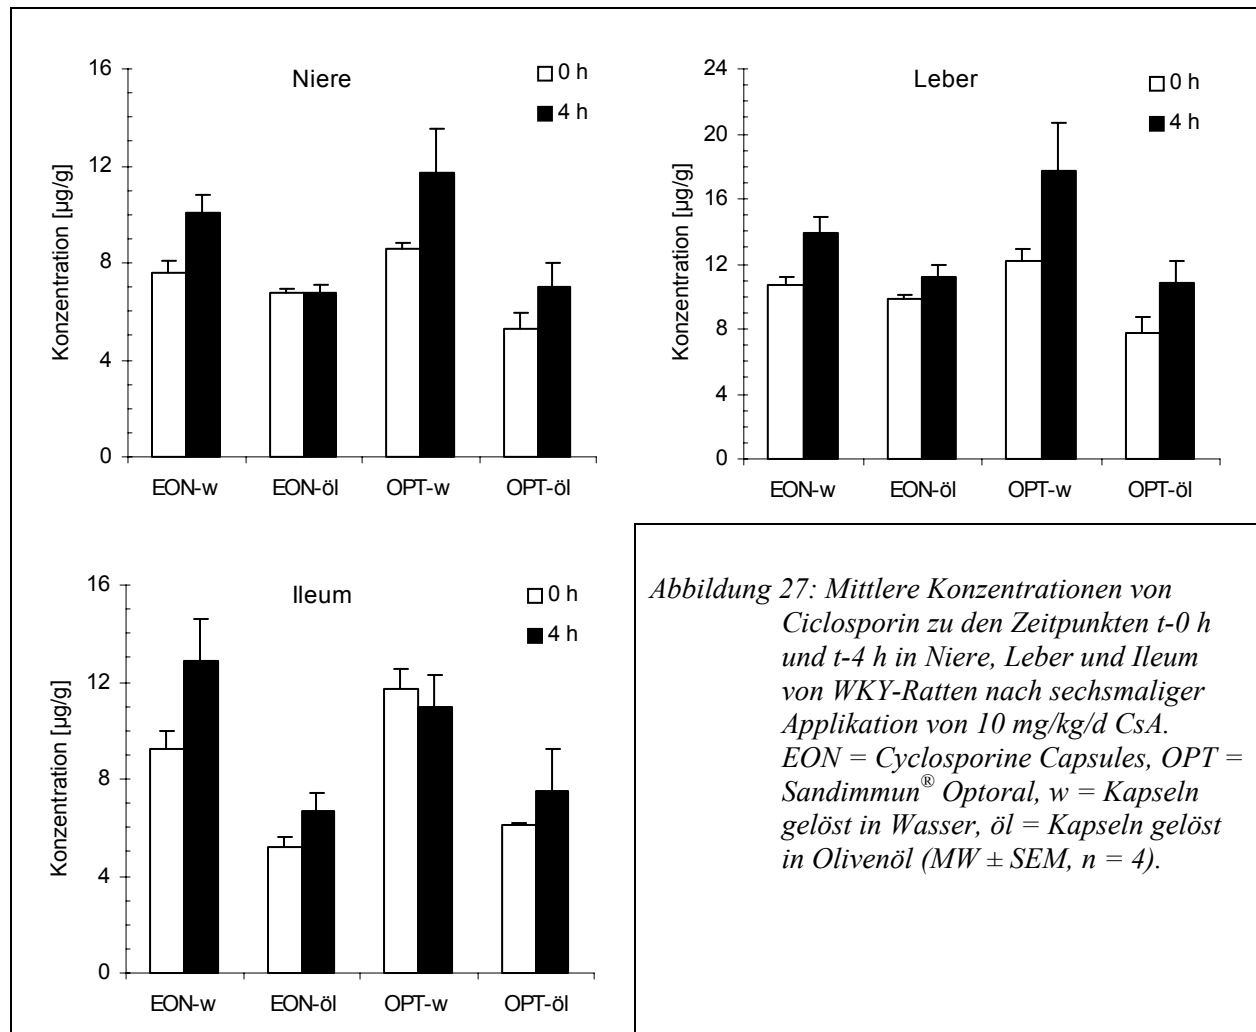 Niere
0 h
4 h
Konzentration [µg/g]
16
12
8
4
0
EON-w EON-öl OPT-w OPT-öl
Leber
0 h
4 h
Konzentration [µg/g]
24
20
16
12
8
4
0
EON-w EON-öl OPT-w OPT-öl
Ileum
0 h
4 h
Konzentration [µg/g]
16
12
8
4
0
EON-w EON-öl OPT-w OPT-öl
Abbildung 27: Mittlere Konzentrationen von
Ciclosporin zu den Zeitpunkten t-0 h
und t-4 h in Niere, Leber und Ileum
von WKY-Ratten nach sechsmaliger
Applikation von 10 mg/kg/d CsA.
EON = Cyclosporine Capsules, OPT =
Sandimmun® Optoral, w = Kapseln
gelöst in Wasser, öl = Kapseln gelöst
in Olivenöl (MW ± SEM, n = 4).